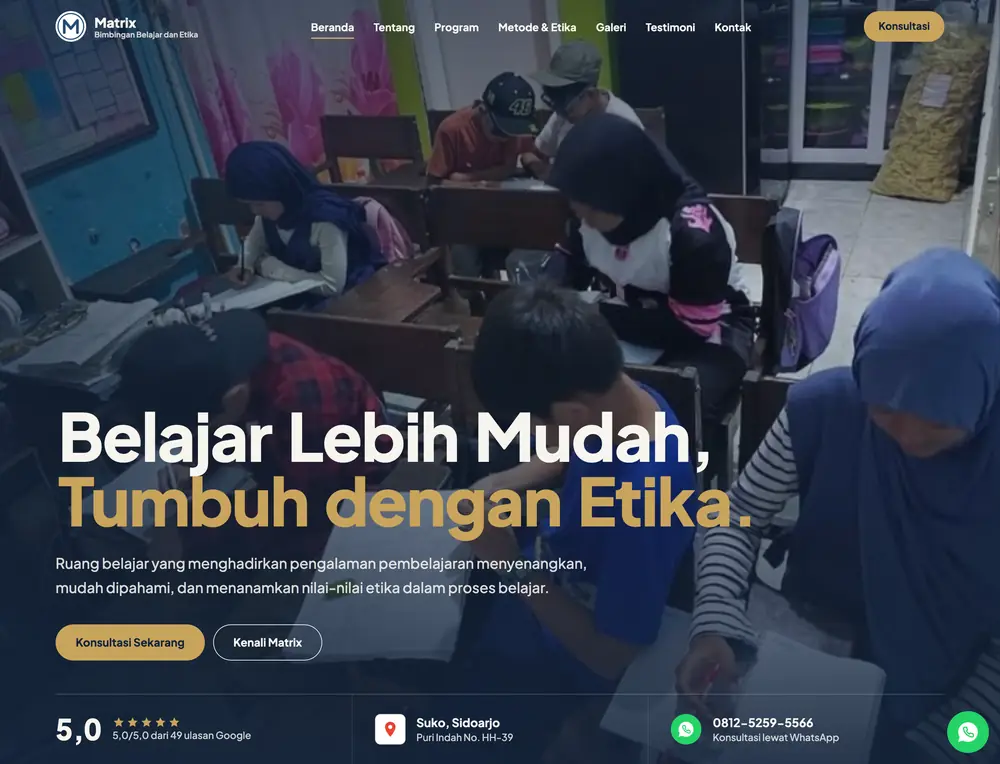 Matrix
Bimbingan Belajar dan Etika
Beranda
Tentang
Program
Metode & Etika
Galeri
Testimoni
Kontak
Konsultasi
46
Belajar Lebih Mudah,
Tumbuh dengan Etika.
Ruang belajar yang menghadirkan pengalaman pembelajaran menyenangkan,
mudah dipahami, dan menanamkan nilai-nilai etika dalam proses belajar.
Konsultasi Sekarang
Kenali Matrix
5,0
5,0/5,0 dari 49 ulasan Google
Suko, Sidoarjo
Puri Indah No. HH-39
0812-5259-5566
Konsultasi lewat WhatsApp